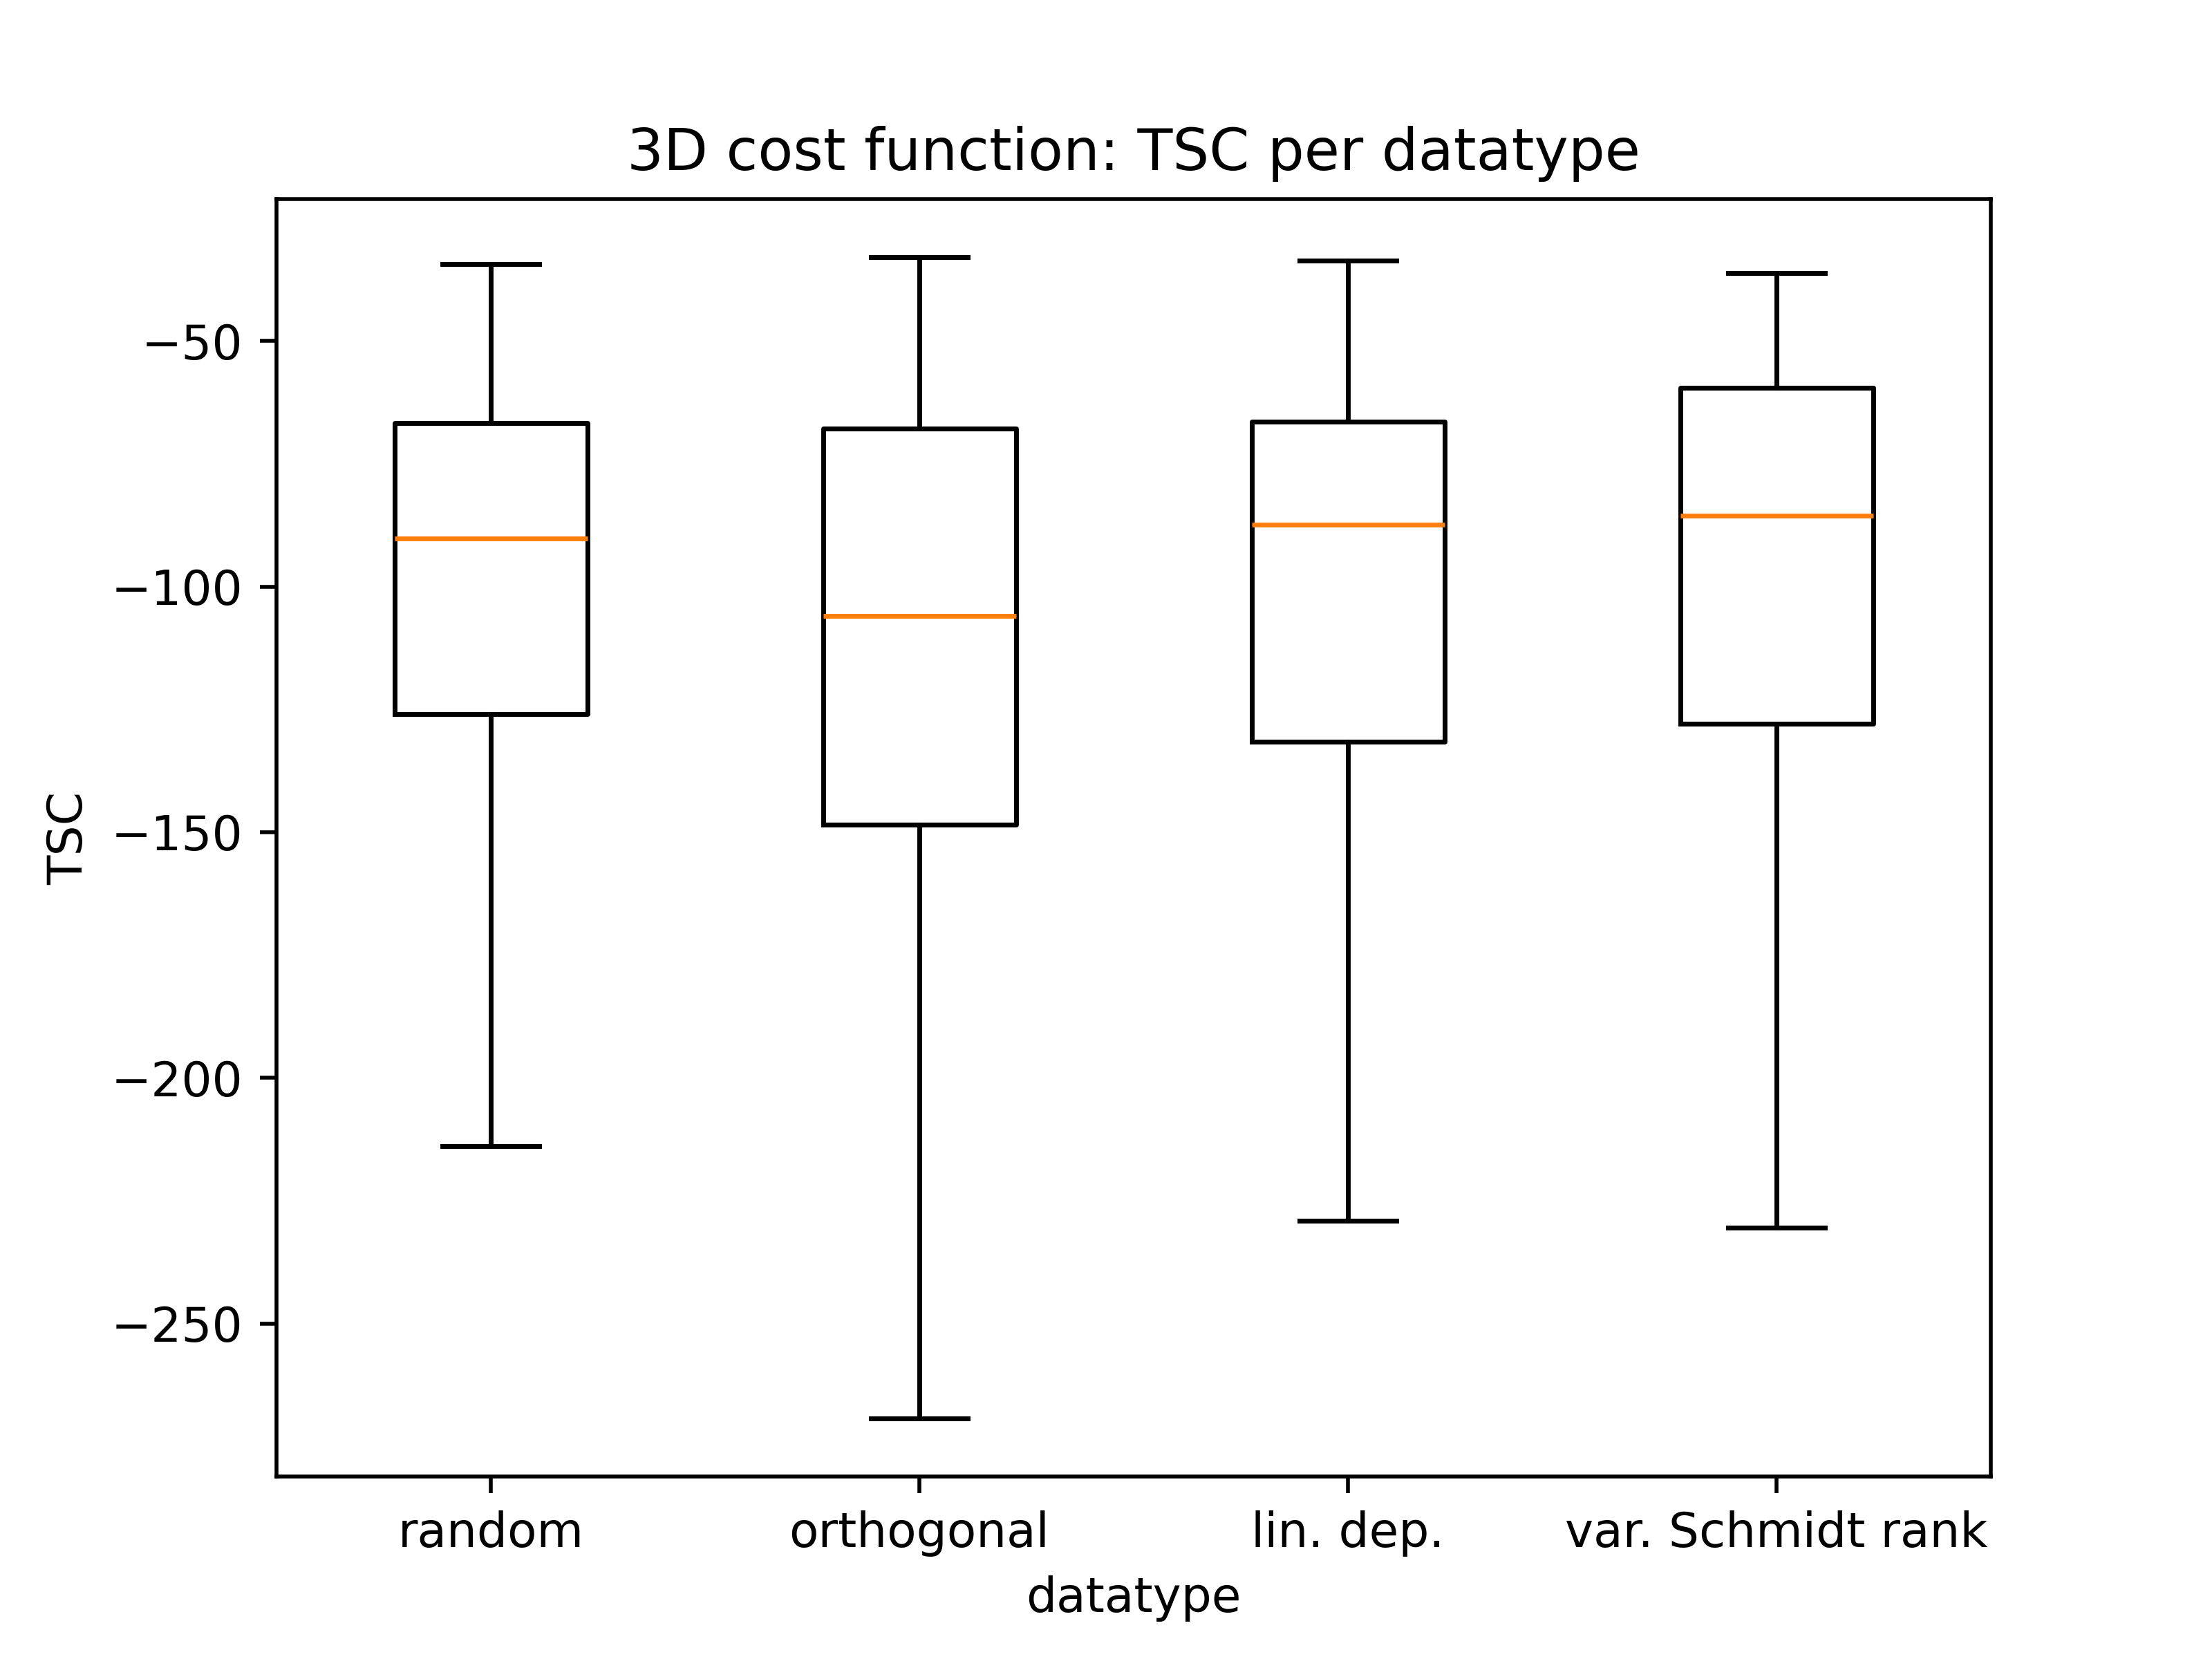 3D cost function: TSC per datatype
TSC
−50
−100
−150
−200
−250
random orthogonal lin. dep. var. Schmidt rank
datatype